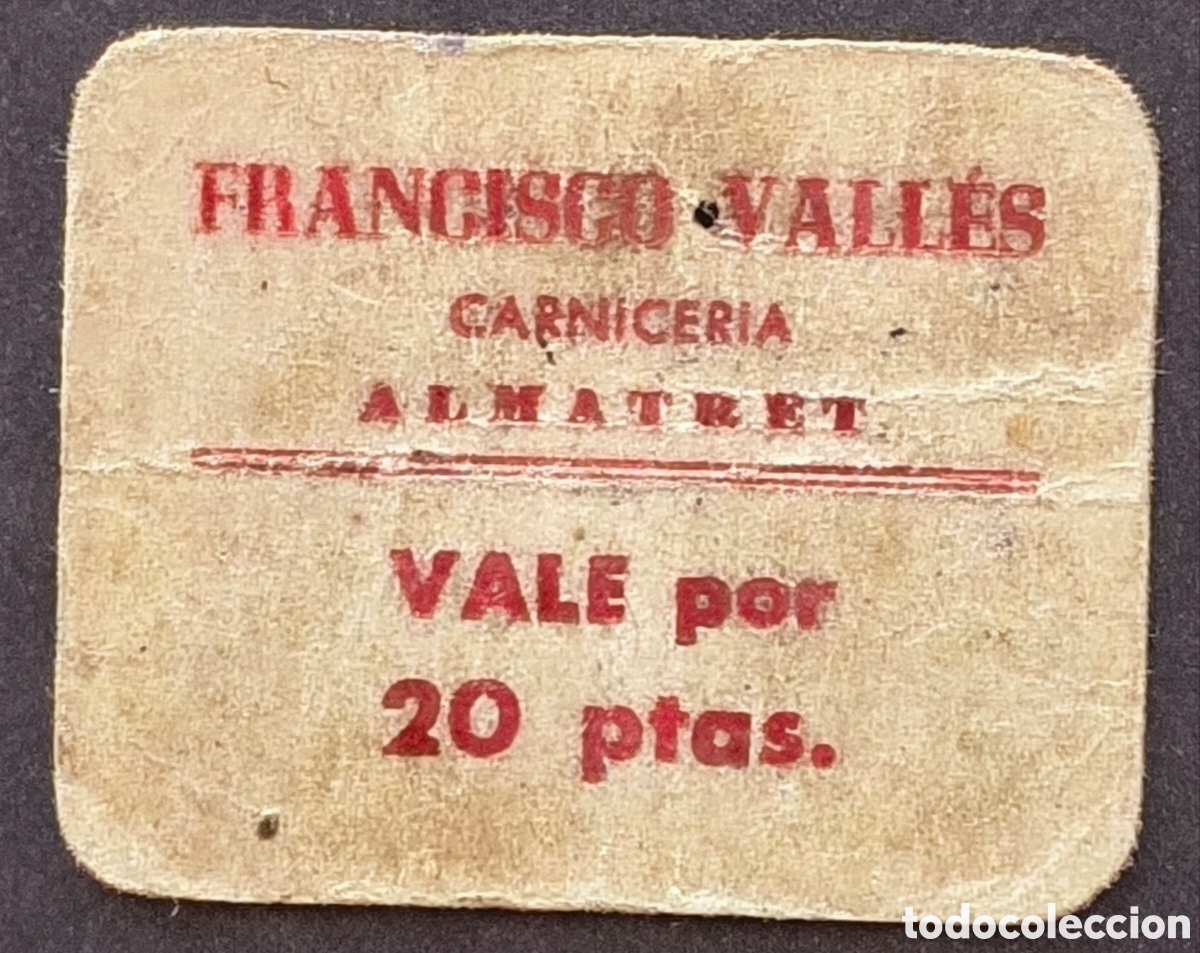 FRANCISCO VALLÉS
CARNICERIA
ALMATRET
VALE por
20 ptas.
todocoleccion